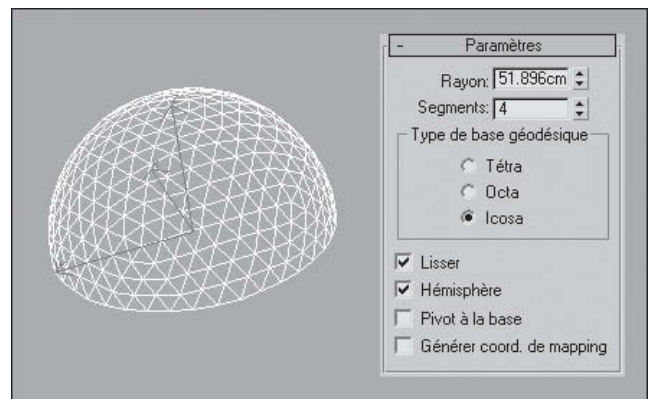 - Paramètres
Rayon: 51.896cm
Segments: 4
Type de base géodésique
Tétra
Octa
Icosa
Lisser
Hémisphère
Pivot à la base
Générer coord. de mapping